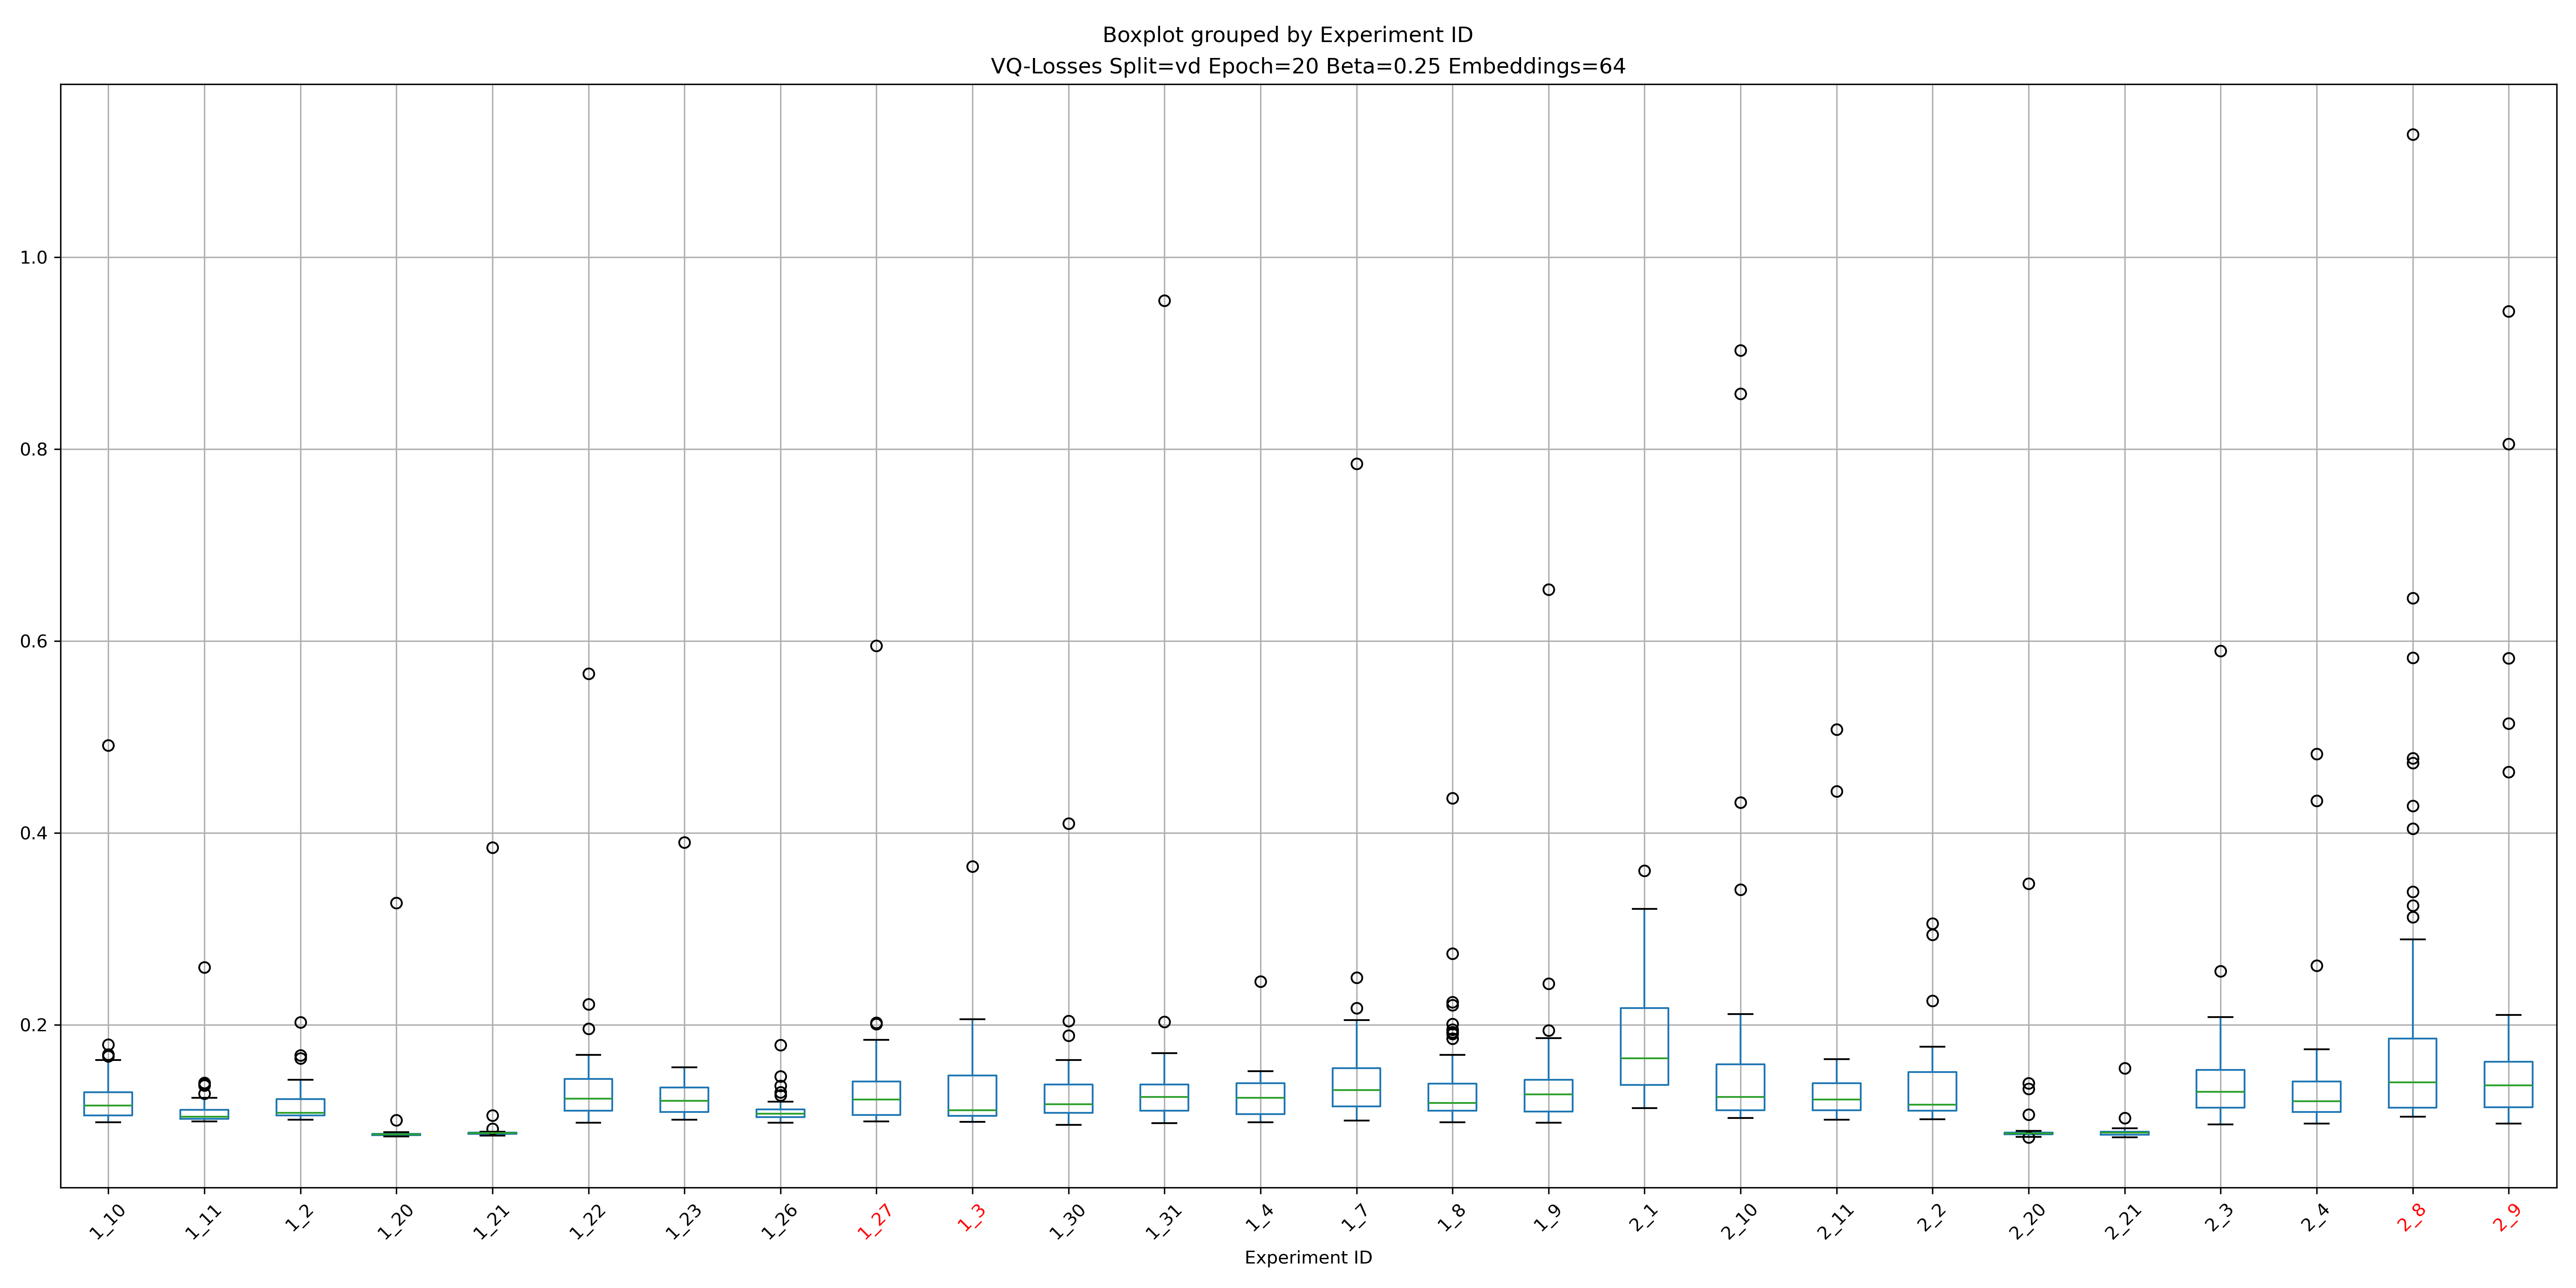 Boxplot grouped by Experiment ID
VQ-Losses Split=vd Epoch=20 Beta=0.25 Embeddings=64
1.0
0.8
0.6
0.4
0.2
1_10 1_11 1_2 1_20 1_21 1_22 1_23 1_26 1_27 1_3 1_30 1_31 1_4 1_7 1_8 1_9 2_1 2_10 2_11 2_2 2_20 2_21 2_3 2_4 2_8 2_9
Experiment ID